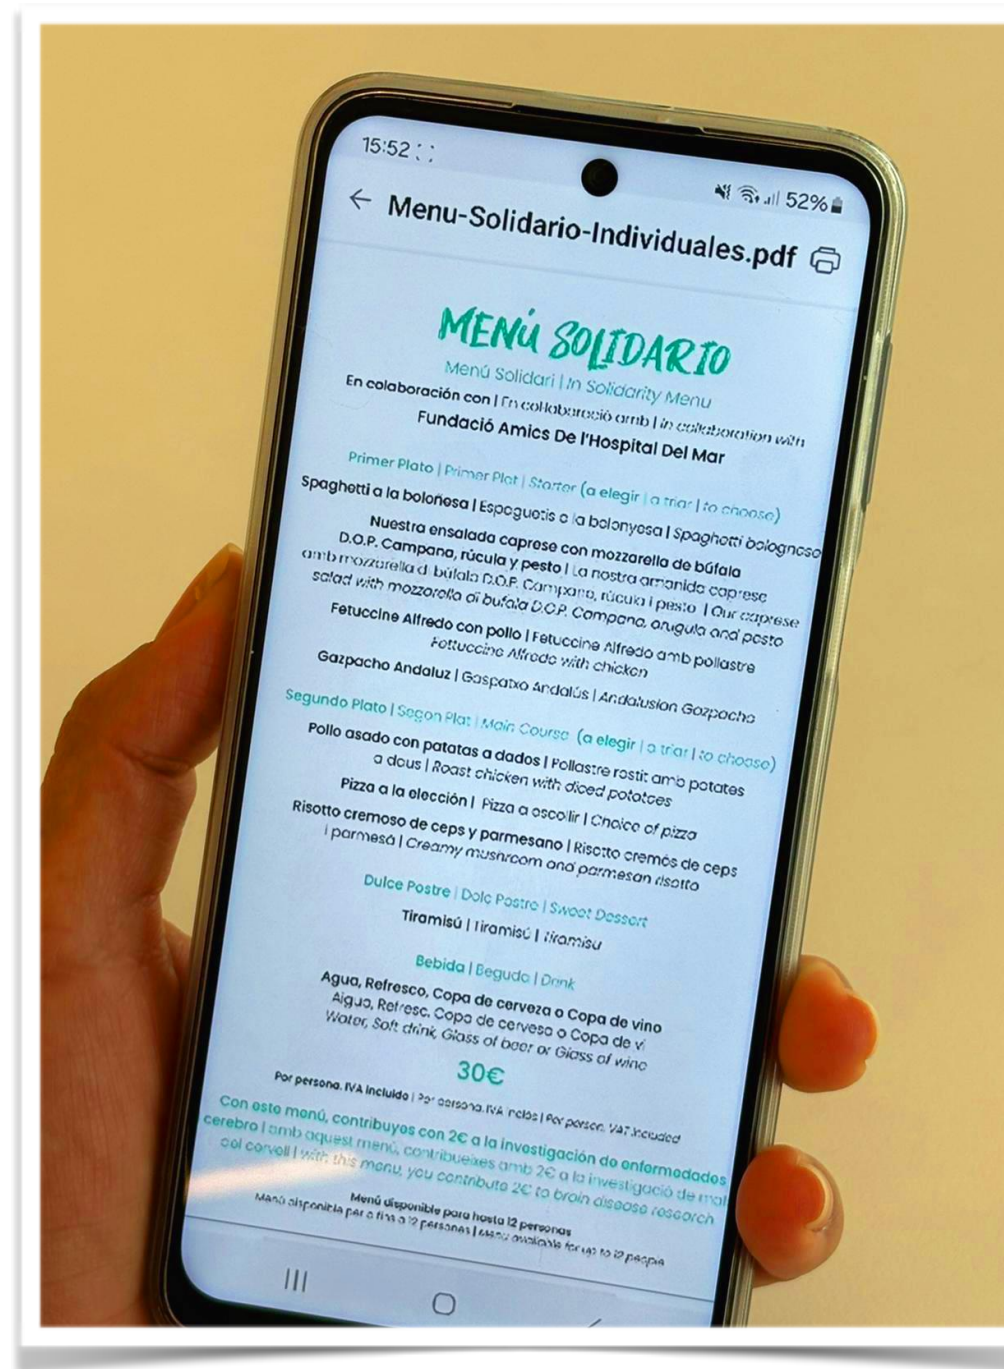 15:52
52%
Menu-Solidario-Individuales.pdf
MENÚ SOLIDARIO
Menú Solidari | In Solidarity Menu
En colaboración con | En col·laboració amb | in collaboration with
Fundació Amics De l'Hospital Del Mar
Primer Plato | Primer Plat | Starter (a elegir | a triar | to choose)
Spaghetti a la boloñesa | Espaguetis a la bolonyesa | Spaghetti bolognese
Nuestra ensalada caprese con mozzarella de búfala
D.O.P. Campana, rúcula y pesto | La nostra amanida caprese
amb mozzarella di búfala D.O.P. Campana, rúcula i pesto | Our caprese
salad with mozzarella di bufala D.O.P. Campana, arugula and pesto
Fetuccine Alfredo con pollo | Fetuccine Alfredo amb pollastre
Fettuccine Alfredo with chicken
Gazpacho Andaluz | Gaspatxo Andalús | Andalusian Gazpacho
Segundo Plato | Segon Plat | Main Course (a elegir | a triar | to choose)
Pollo asado con patatas a dados | Pollastre rostit amb potates
a daus | Roast chicken with diced potatoes
Pizza a la elección | Pizza a escollir | Choice of pizza
Risotto cremoso de ceps y parmesano | Risotto cremós de ceps
i parmesà | Creamy mushroom and parmesan risotto
Dulce Postre | Dolç Postre | Sweet Dessert
Tiramisú | Tiramisú | Tiramisu
Bebida | Beguda | Drink
Agua, Refresco, Copa de cerveza o Copa de vino
Aigua, Refresc, Copa de cervesa o Copa de vi
Water, Soft drink, Glass of beer or Glass of wine
30€
Por persona. IVA incluido | Per persona. IVA inclòs | Per person. VAT included
Con este menú, contribuyes con 2€ a la investigación de enfermedades
cerebro | amb aquest menú, contribueixes amb 2€ a la investigació de mal
del cervell | with this menu, you contribute 2€ to brain disease research
Menú disponible para hasta 12 personas
Menú disponible per a fins a 12 persones | Menu available for up to 12 people